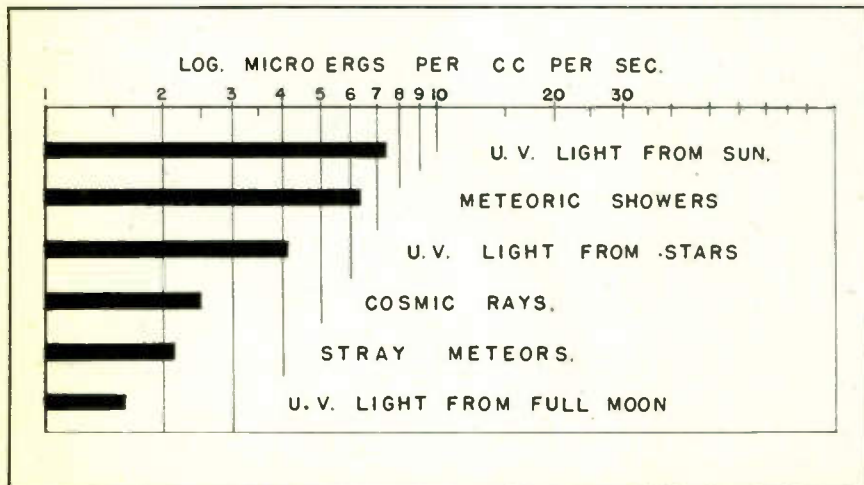 LOG. MICRO ERGS PER CC PER SEC.
1 2 3 4 5 6 7 8 9 10 20 30
U.V. LIGHT FROM SUN.
METEORIC SHOWERS
U.V. LIGHT FROM STARS
COSMIC RAYS.
STRAY METEORS.
U.V. LIGHT FROM FULL MOON